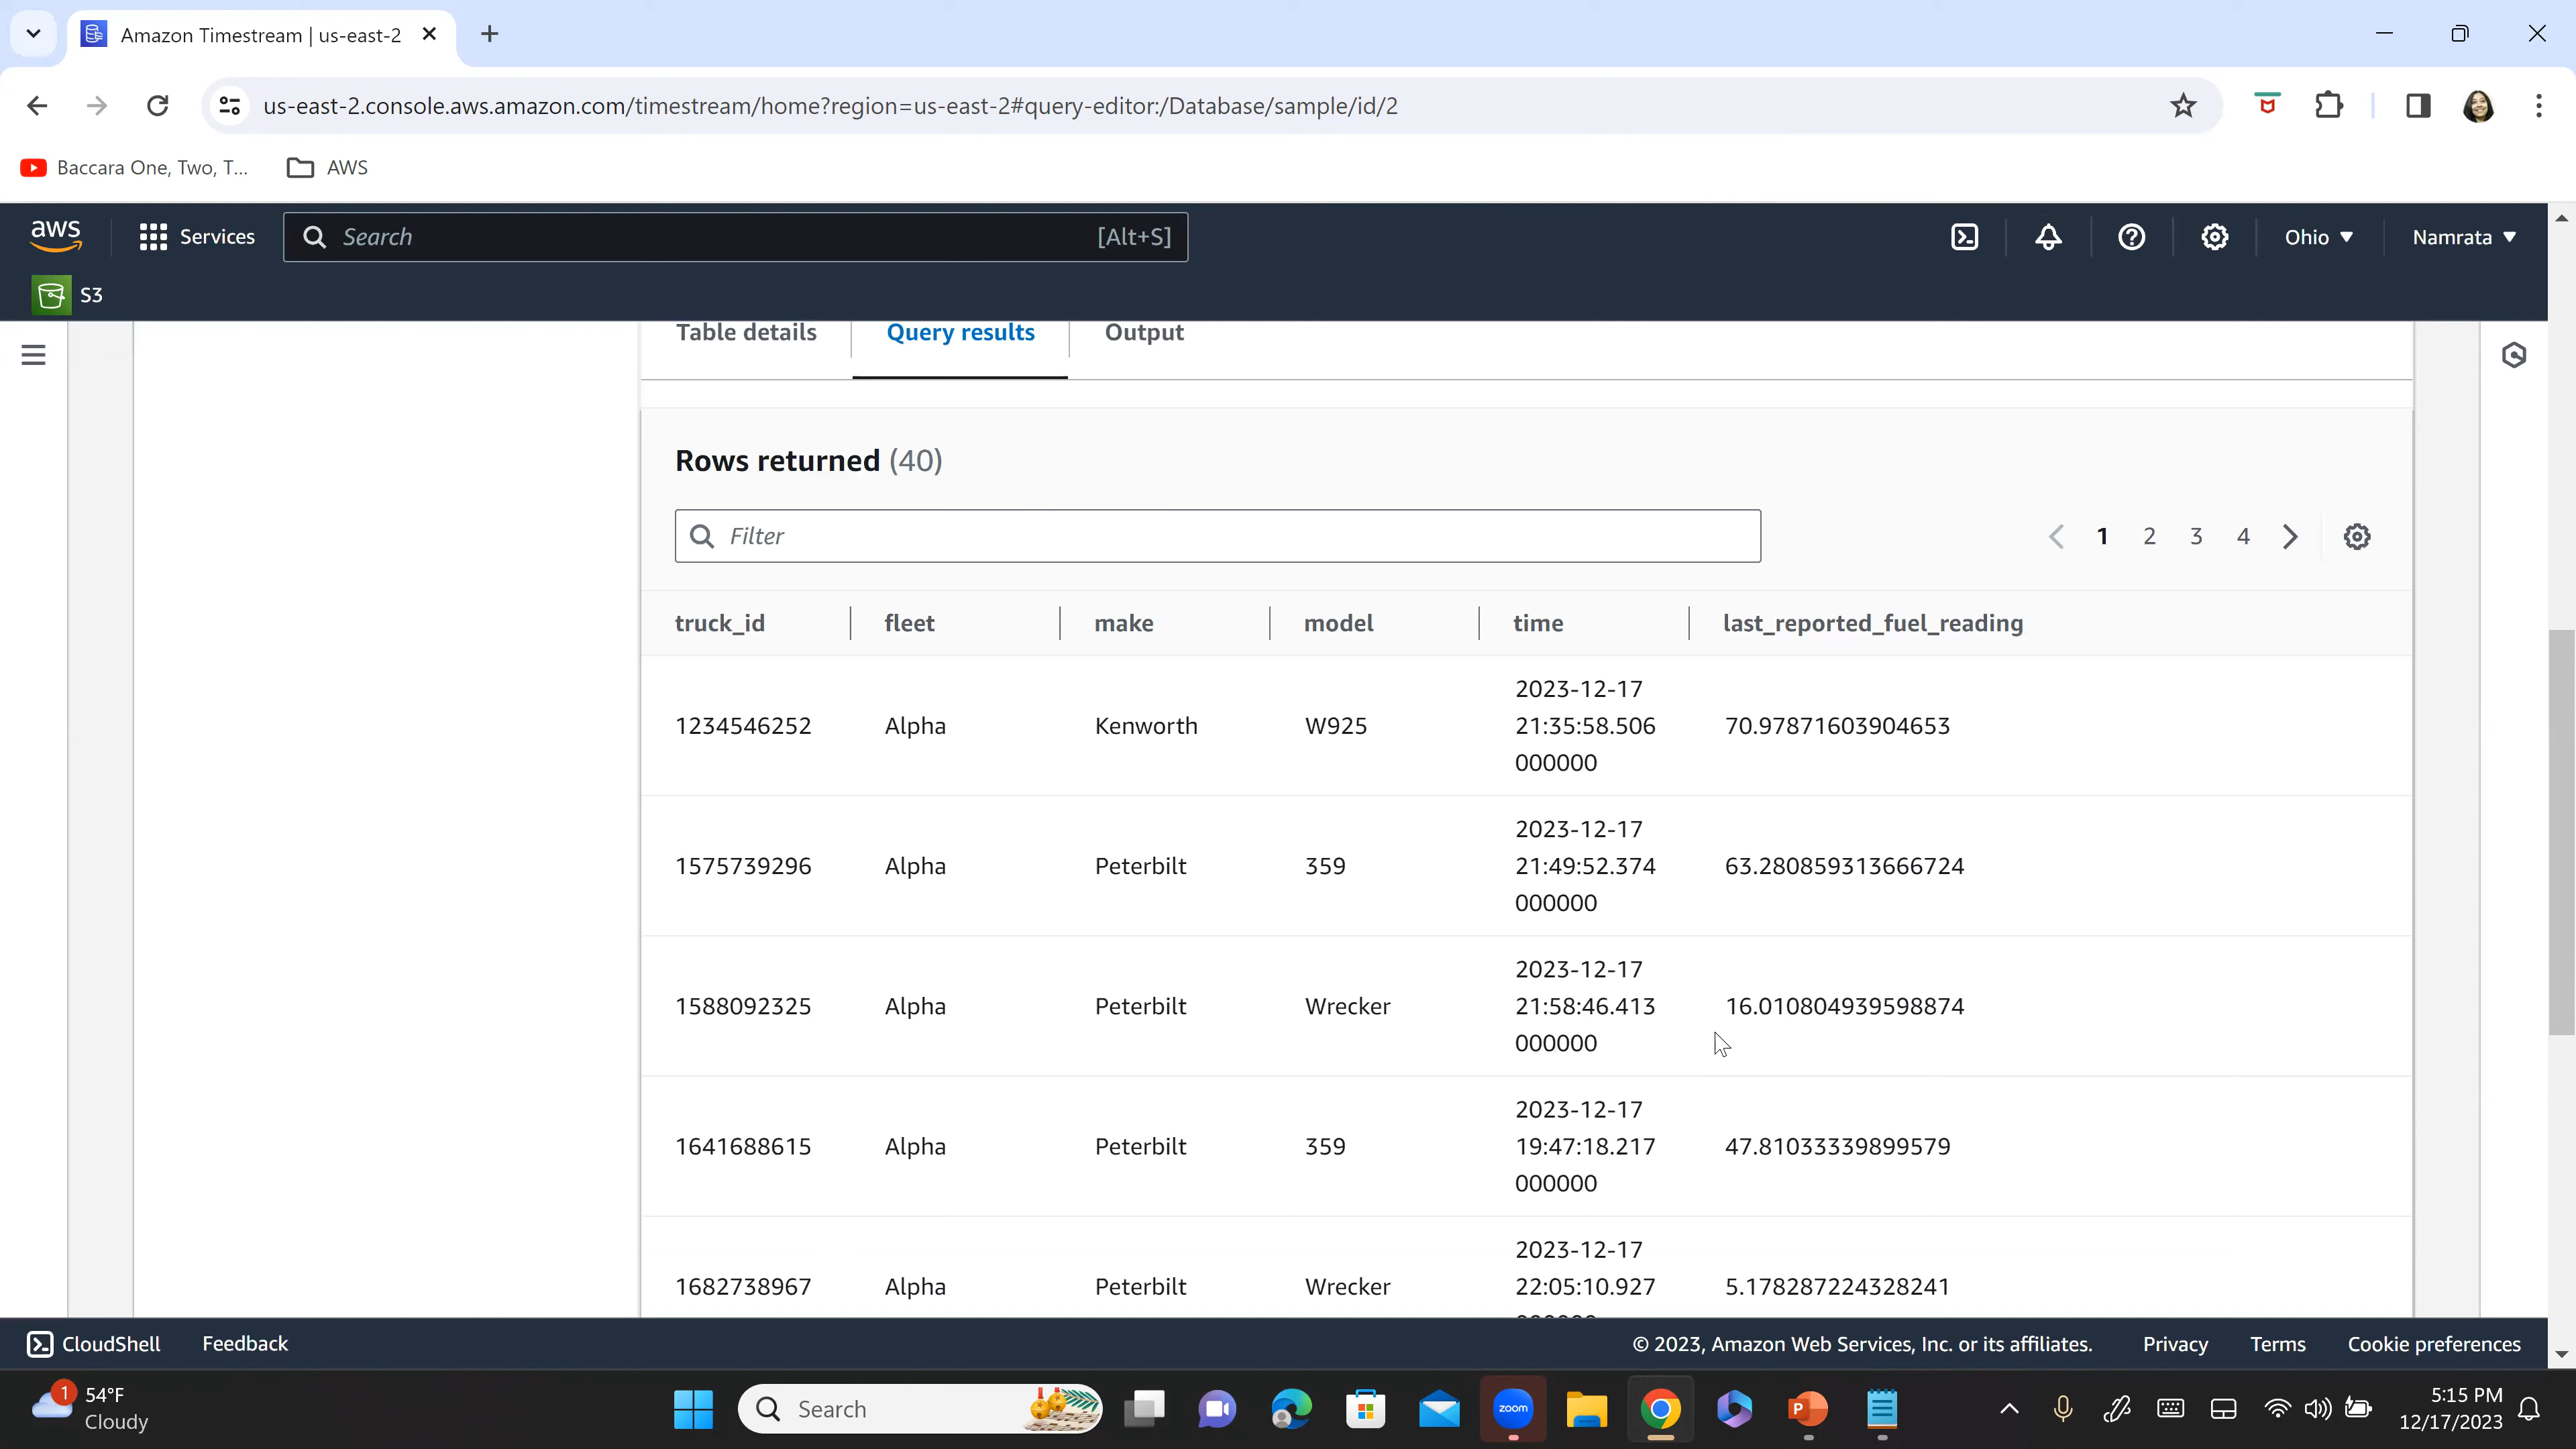 Amazon Timestream | us-east-2
us-east-2.console.aws.amazon.com/timestream/home?region=us-east-2#query-editor:/Database/sample/id/2
Baccara One, Two, T... AWS
aws Services Search [Alt+S] Ohio Namrata
S3
Table details Query results Output
Rows returned (40)
Filter 1 2 3 4
truck_id fleet make model time last_reported_fuel_reading
2023-12-17
1234546252 Alpha Kenworth W925 21:35:58.506 70.97871603904653
000000
2023-12-17
1575739296 Alpha Peterbilt 359 21:49:52.374 63.280859313666724
000000
2023-12-17
1588092325 Alpha Peterbilt Wrecker 21:58:46.413 16.010804939598874
000000
2023-12-17
1641688615 Alpha Peterbilt 359 19:47:18.217 47.81033339899579
000000
2023-12-17
1682738967 Alpha Peterbilt Wrecker 22:05:10.927 5.178287224328241
CloudShell Feedback © 2023, Amazon Web Services, Inc. or its affiliates. Privacy Terms Cookie preferences
1 54°F
Cloudy
Search
zoom
P
5:15 PM
12/17/2023